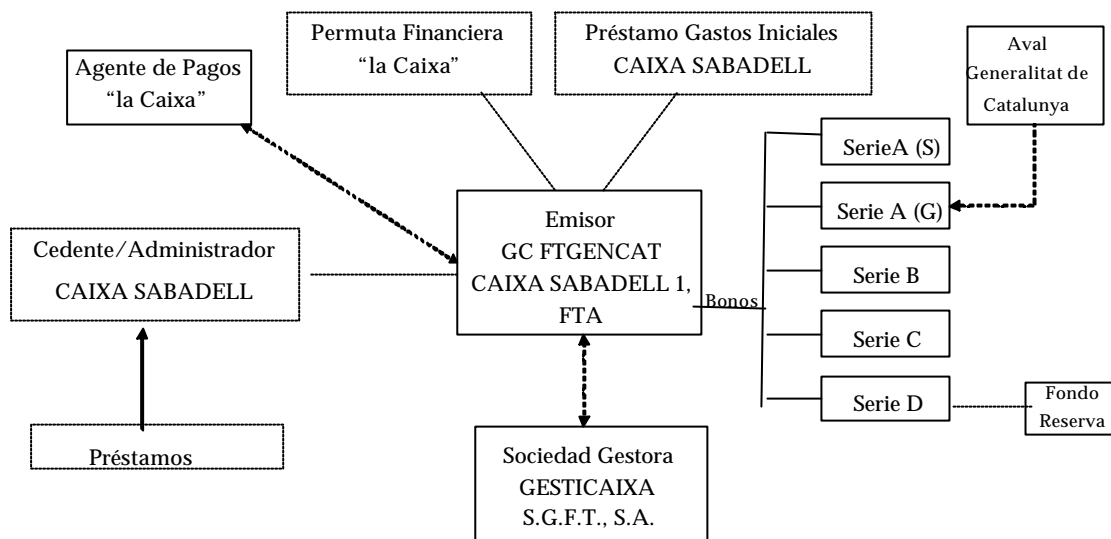 Permuta Financiera
“la Caixa”
Préstamo Gastos Iniciales
CAIXA SABADELL
Aval
Generalitat de
Catalunya
Agente de Pagos
“la Caixa”
SerieA (S)
Serie A (G)
Emisor
GC FTGENCAT
CAIXA SABADELL 1,
FTA
Cedente/Administrador
CAIXA SABADELL
Bonos
Serie B
Serie C
Serie D
Fondo
Reserva
Préstamos
Sociedad Gestora
GESTICAIXA
S.G.F.T., S.A.